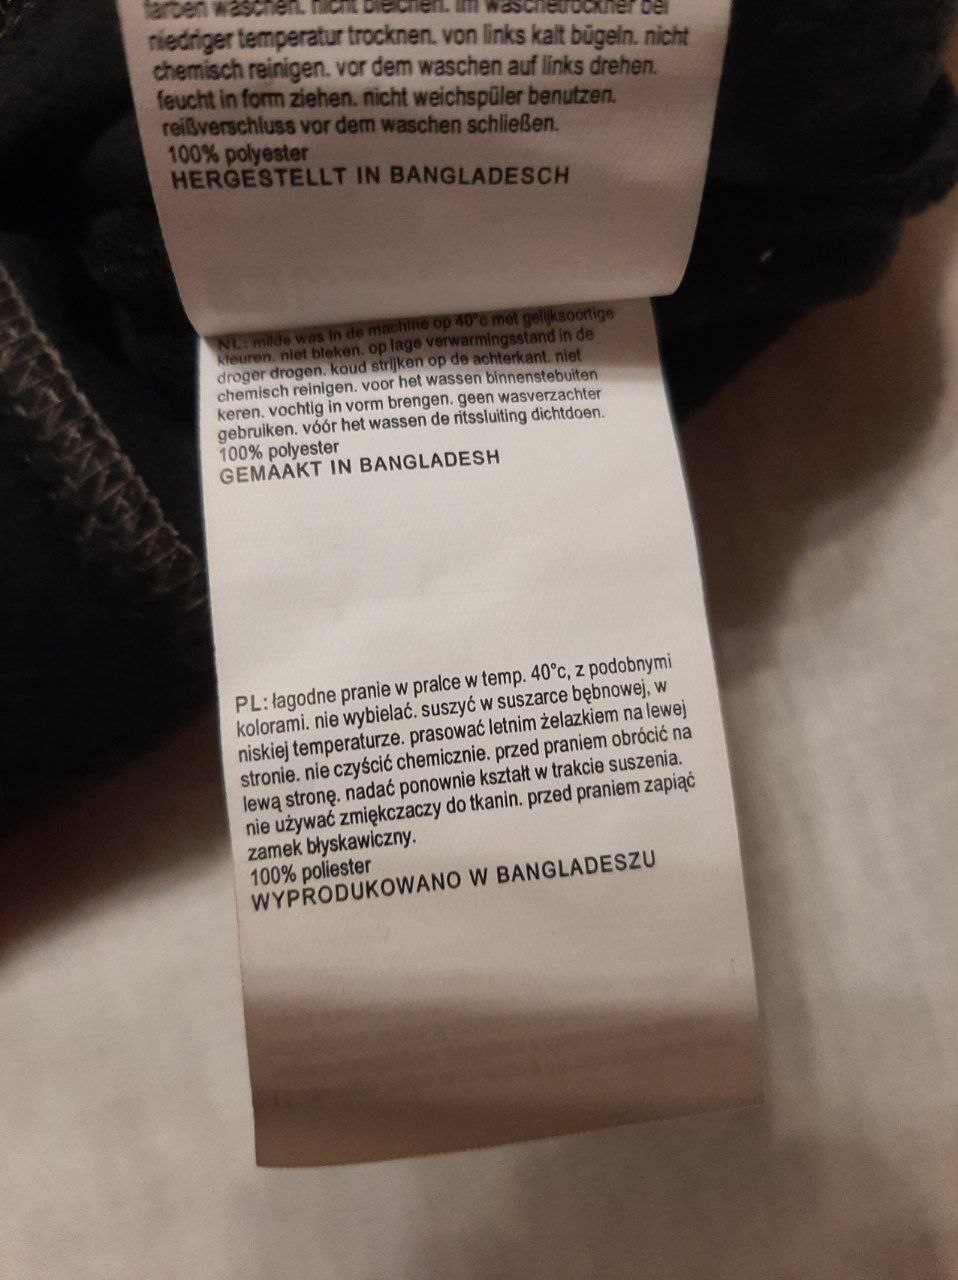 farben waschen. nicht bleichen. im wäschetrockner bei
niedriger temperatur trocknen. von links kalt bügeln. nicht
chemisch reinigen. vor dem waschen auf links drehen.
feucht in form ziehen. nicht weichspüler benutzen.
reißverschluss vor dem waschen schließen.
100% polyester
HERGESTELLT IN BANGLADESCH
NL: milde was in de machine op 40°c met gelijksoortige
kleuren. niet bleken. op lage verwarmingsstand in de
droger drogen. koud strijken op de achterkant. niet
chemisch reinigen. voor het wassen binnenstebuiten
keren. vochtig in vorm brengen. geen wasverzachter
gebruiken. vóór het wassen de ritssluiting dichtdoen.
100% polyester
GEMAAKT IN BANGLADESH
PL: łagodne pranie w pralce w temp. 40°c, z podobnymi
kolorami. nie wybielać. suszyć w suszarce bębnowej, w
niskiej temperaturze. prasować letnim żelazkiem na lewej
stronie. nie czyścić chemicznie. przed praniem obrócić na
lewą stronę. nadać ponownie kształt w trakcie suszenia.
nie używać zmiękczaczy do tkanin. przed praniem zapiąć
zamek błyskawiczny.
100% poliester
WYPRODUKOWANO W BANGLADESZU